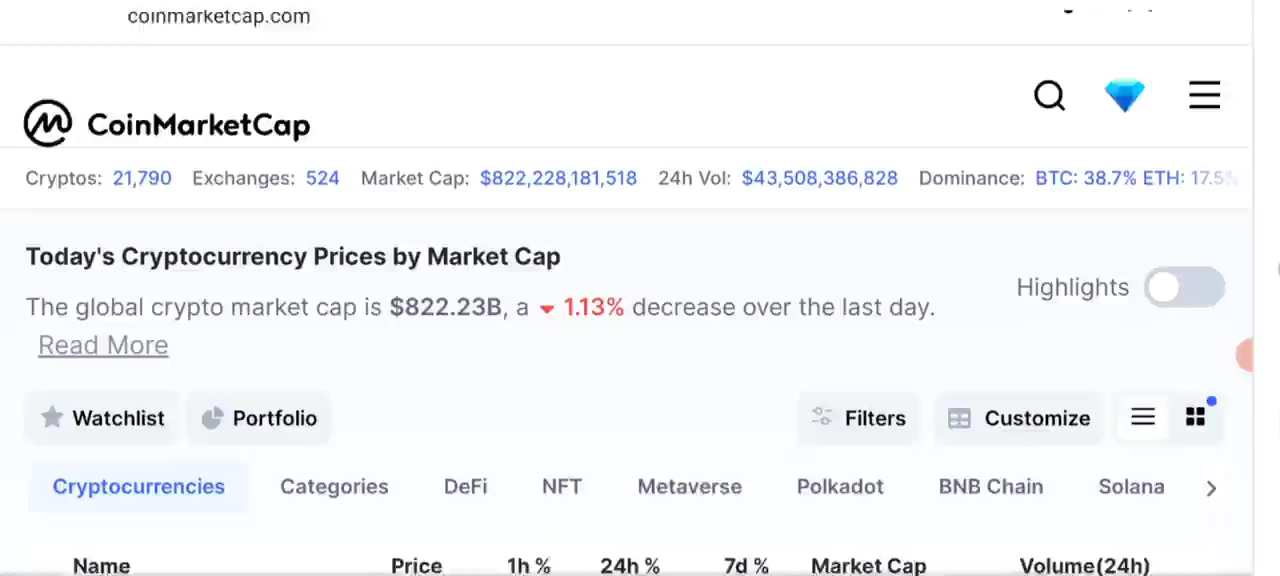 coinmarketcap.com
CoinMarketCap
Cryptos: 21,790 Exchanges: 524 Market Cap: $822,228,181,518 24h Vol: $43,508,386,828 Dominance: BTC: 38.7% ETH: 17.5%
Today's Cryptocurrency Prices by Market Cap
The global crypto market cap is $822.23B, a 1.13% decrease over the last day.
Read More
Highlights
Watchlist Portfolio Filters Customize
Cryptocurrencies Categories DeFi NFT Metaverse Polkadot BNB Chain Solana
Name Price 1h % 24h % 7d % Market Cap Volume(24h)